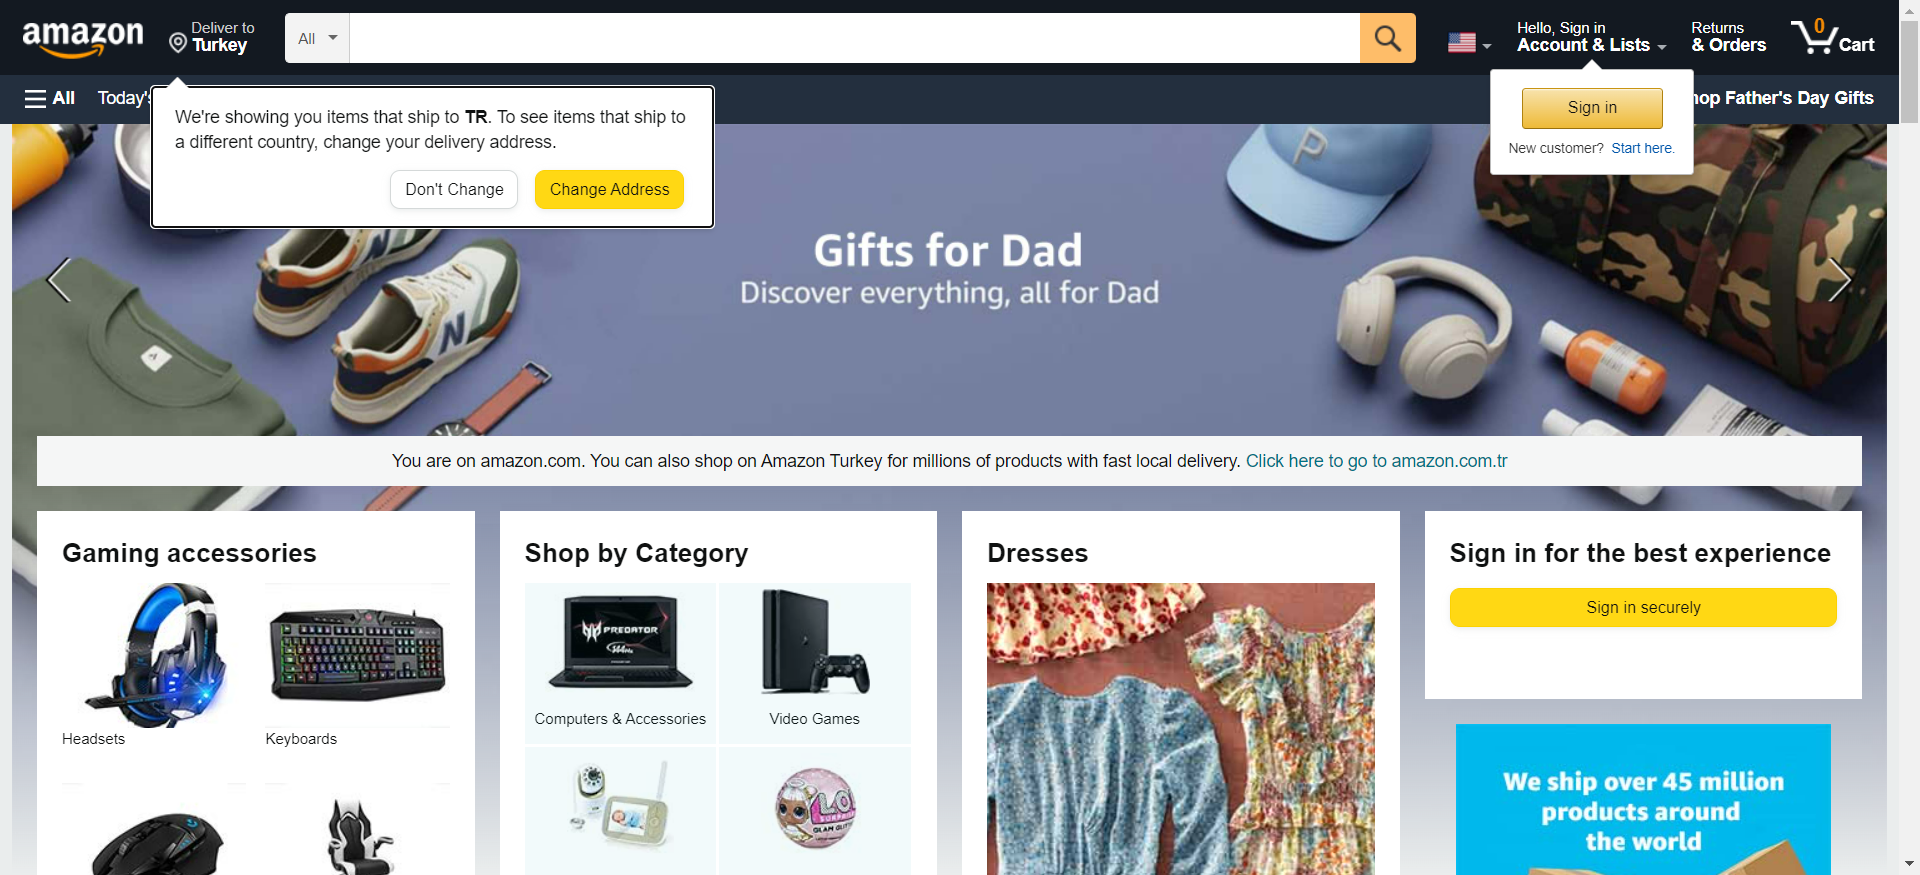 amazon
Deliver to
Turkey
All
Hello, Sign in
Account & Lists
Returns
& Orders
0
Cart
All
Today's
hop Father's Day Gifts
We're showing you items that ship to TR. To see items that ship to
a different country, change your delivery address.
Don't Change
Change Address
Sign in
New customer? Start here.
Gifts for Dad
Discover everything, all for Dad
You are on amazon.com. You can also shop on Amazon Turkey for millions of products with fast local delivery. Click here to go to amazon.com.tr
Gaming accessories
Headsets
Keyboards
Shop by Category
PREDATOR
144Hz
Computers & Accessories
Video Games
L.O.L.
SURPRISE
GLAM GLITTER
Dresses
Sign in for the best experience
Sign in securely
We ship over 45 million
products around
the world